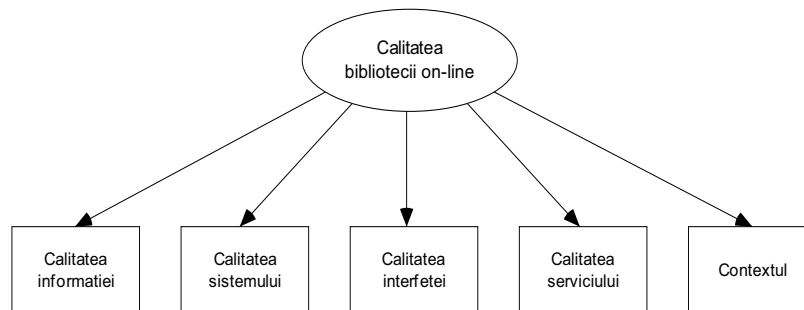 Calitatea
bibliotecii on-line
Calitatea
informatiei
Calitatea
sistemului
Calitatea
interfetei
Calitatea
serviciului
Contextul